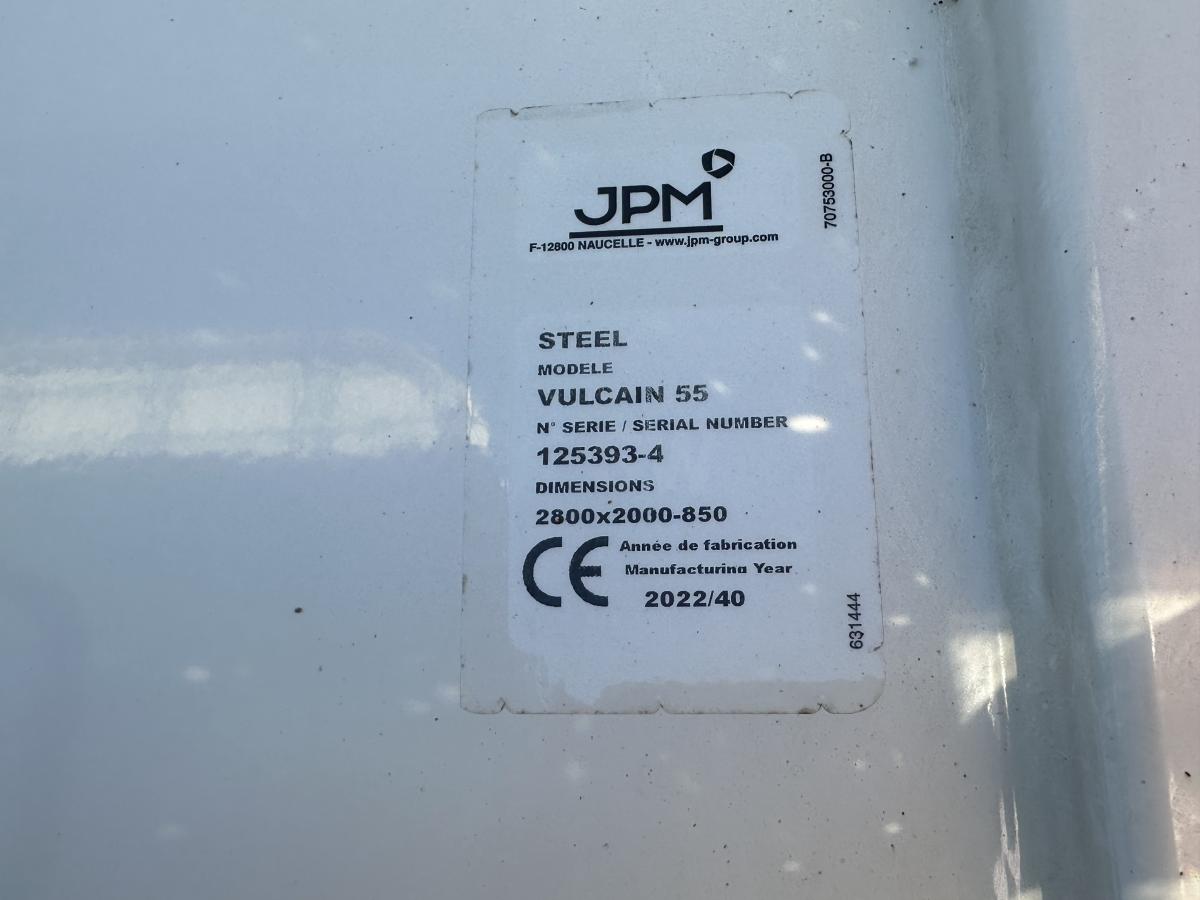 JPM
F-12800 NAUCELLE - www.jpm-group.com
70753000-B
STEEL
MODELE
VULCAIN 55
N° SERIE / SERIAL NUMBER
125393-4
DIMENSIONS
2800x2000-850
CE
Année de fabrication
Manufacturing Year
2022/40
631444